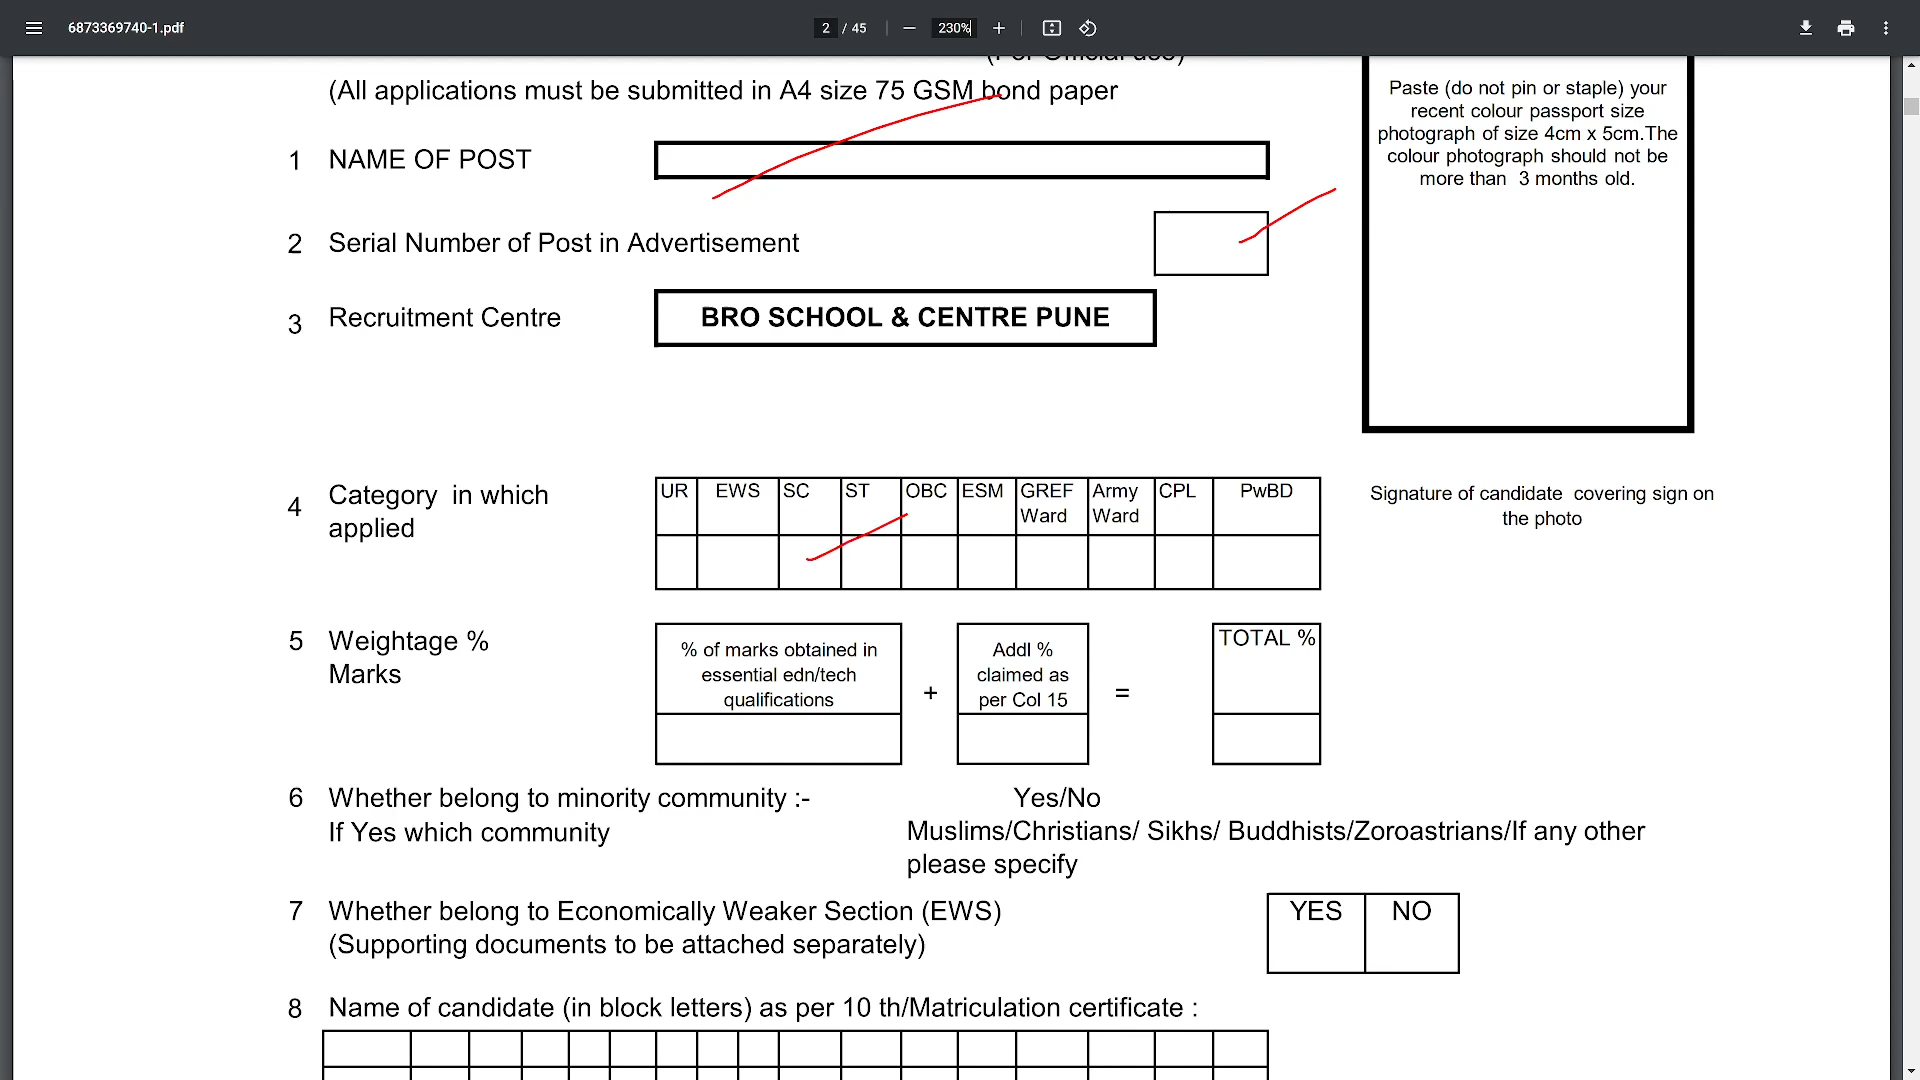 6873369740-1.pdf
2 / 45
230%
(For Official use)
(All applications must be submitted in A4 size 75 GSM bond paper
Paste (do not pin or staple) your
recent colour passport size
photograph of size 4cm x 5cm.The
colour photograph should not be
more than 3 months old.
1 NAME OF POST
2 Serial Number of Post in Advertisement
3 Recruitment Centre BRO SCHOOL & CENTRE PUNE
4 Category in which
applied
UR EWS SC ST OBC ESM GREF Army CPL PwBD
Ward Ward
Signature of candidate covering sign on
the photo
5 Weightage %
Marks
% of marks obtained in
essential edn/tech
qualifications
+
Addl %
claimed as
per Col 15
=
TOTAL %
6 Whether belong to minority community :- Yes/No
If Yes which community Muslims/Christians/ Sikhs/ Buddhists/Zoroastrians/If any other
please specify
7 Whether belong to Economically Weaker Section (EWS) YES NO
(Supporting documents to be attached separately)
8 Name of candidate (in block letters) as per 10 th/Matriculation certificate :